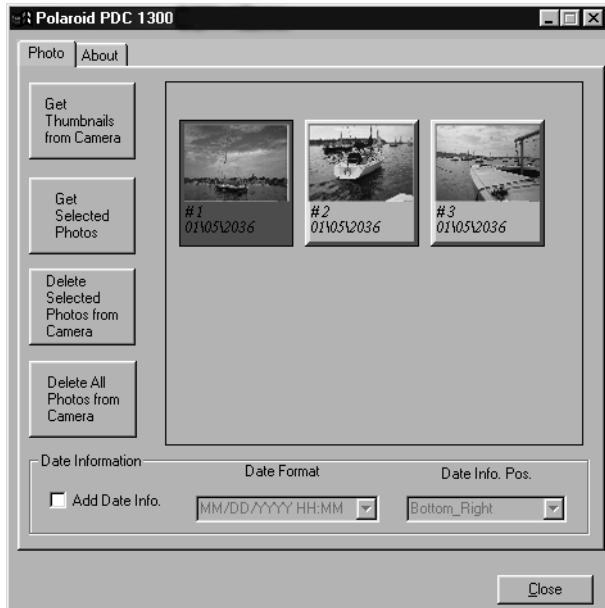 Polaroid PDC 1300
Photo
About
Get
Thumbnails
from Camera
Get
Selected
Photos
Delete
Selected
Photos from
Camera
Delete All
Photos from
Camera
#1
01\05\2036
#2
01\05\2036
#3
01\05\2036
Date Information
Add Date Info.
Date Format
MM/DD/YYYY HH:MM
Date Info. Pos.
Bottom_Right
Close